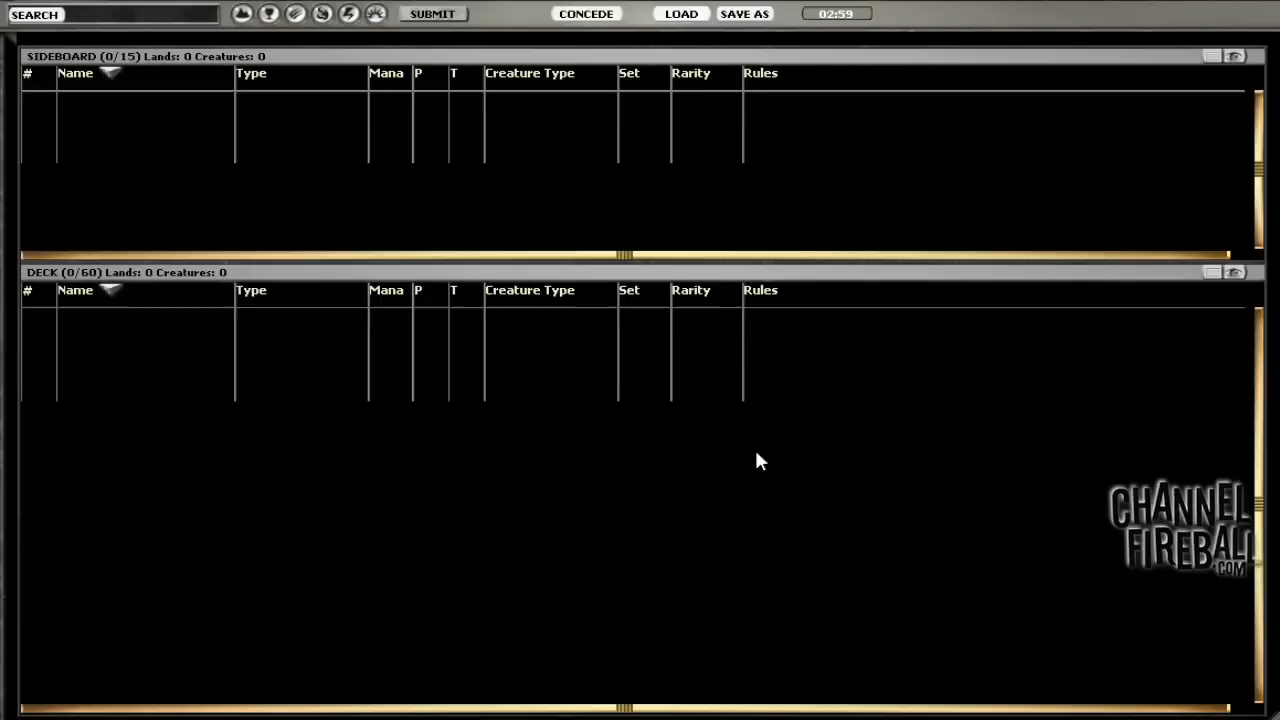 SEARCH SUBMIT CONCEDE LOAD SAVE AS 02:59
SIDEBOARD (0/15) Lands: 0 Creatures: 0
# Name Type Mana P T Creature Type Set Rarity Rules
DECK (0/60) Lands: 0 Creatures: 0
# Name Type Mana P T Creature Type Set Rarity Rules
CHANNEL
FIREBALL
.COM